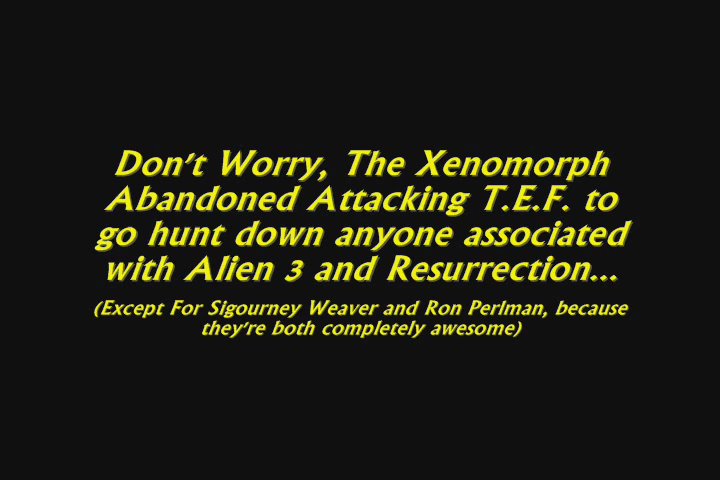 Don't Worry, The Xenomorph
Abandoned Attacking T.E.F. to
go hunt down anyone associated
with Alien 3 and Resurrection...
(Except For Sigourney Weaver and Ron Perlman, because
they're both completely awesome)